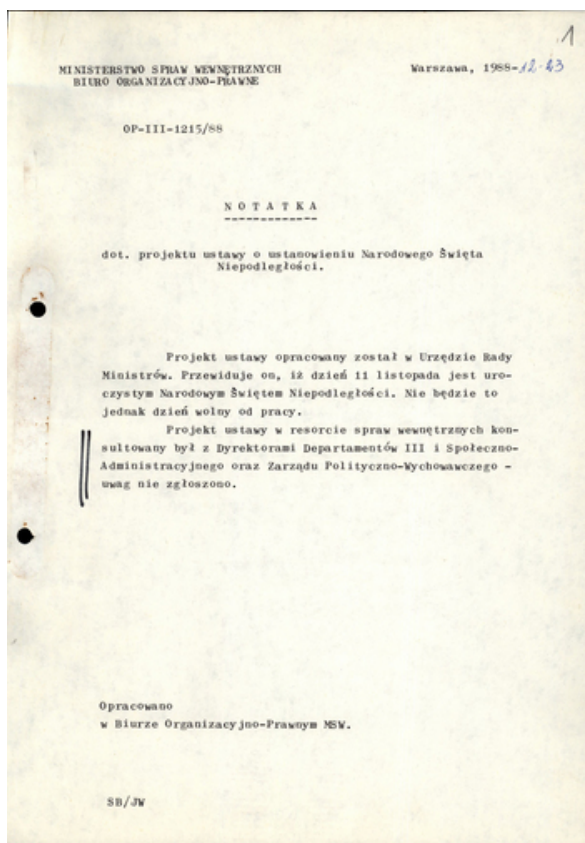 1
MINISTERSTWO SPRAW WEWNĘTRZNYCH
BIURO ORGANIZACYJNO-PRAWNE
Warszawa, 1988-12-23
OP-III-1215/88
N O T A T K A
-------------
dot. projektu ustawy o ustanowieniu Narodowego Święta
Niepodległości.
Projekt ustawy opracowany został w Urzędzie Rady
Ministrów. Przewiduje on, iż dzień 11 listopada jest uro-
czystym Narodowym Świętem Niepodległości. Nie będzie to
jednak dzień wolny od pracy.
Projekt ustawy w resorcie spraw wewnętrznych kon-
sultowany był z Dyrektorami Departamentów III i Społeczno-
Administracyjnego oraz Zarządu Polityczno-Wychowawczego -
uwag nie zgłoszono.
Opracowano
w Biurze Organizacyjno-Prawnym MSW.
SB/JW